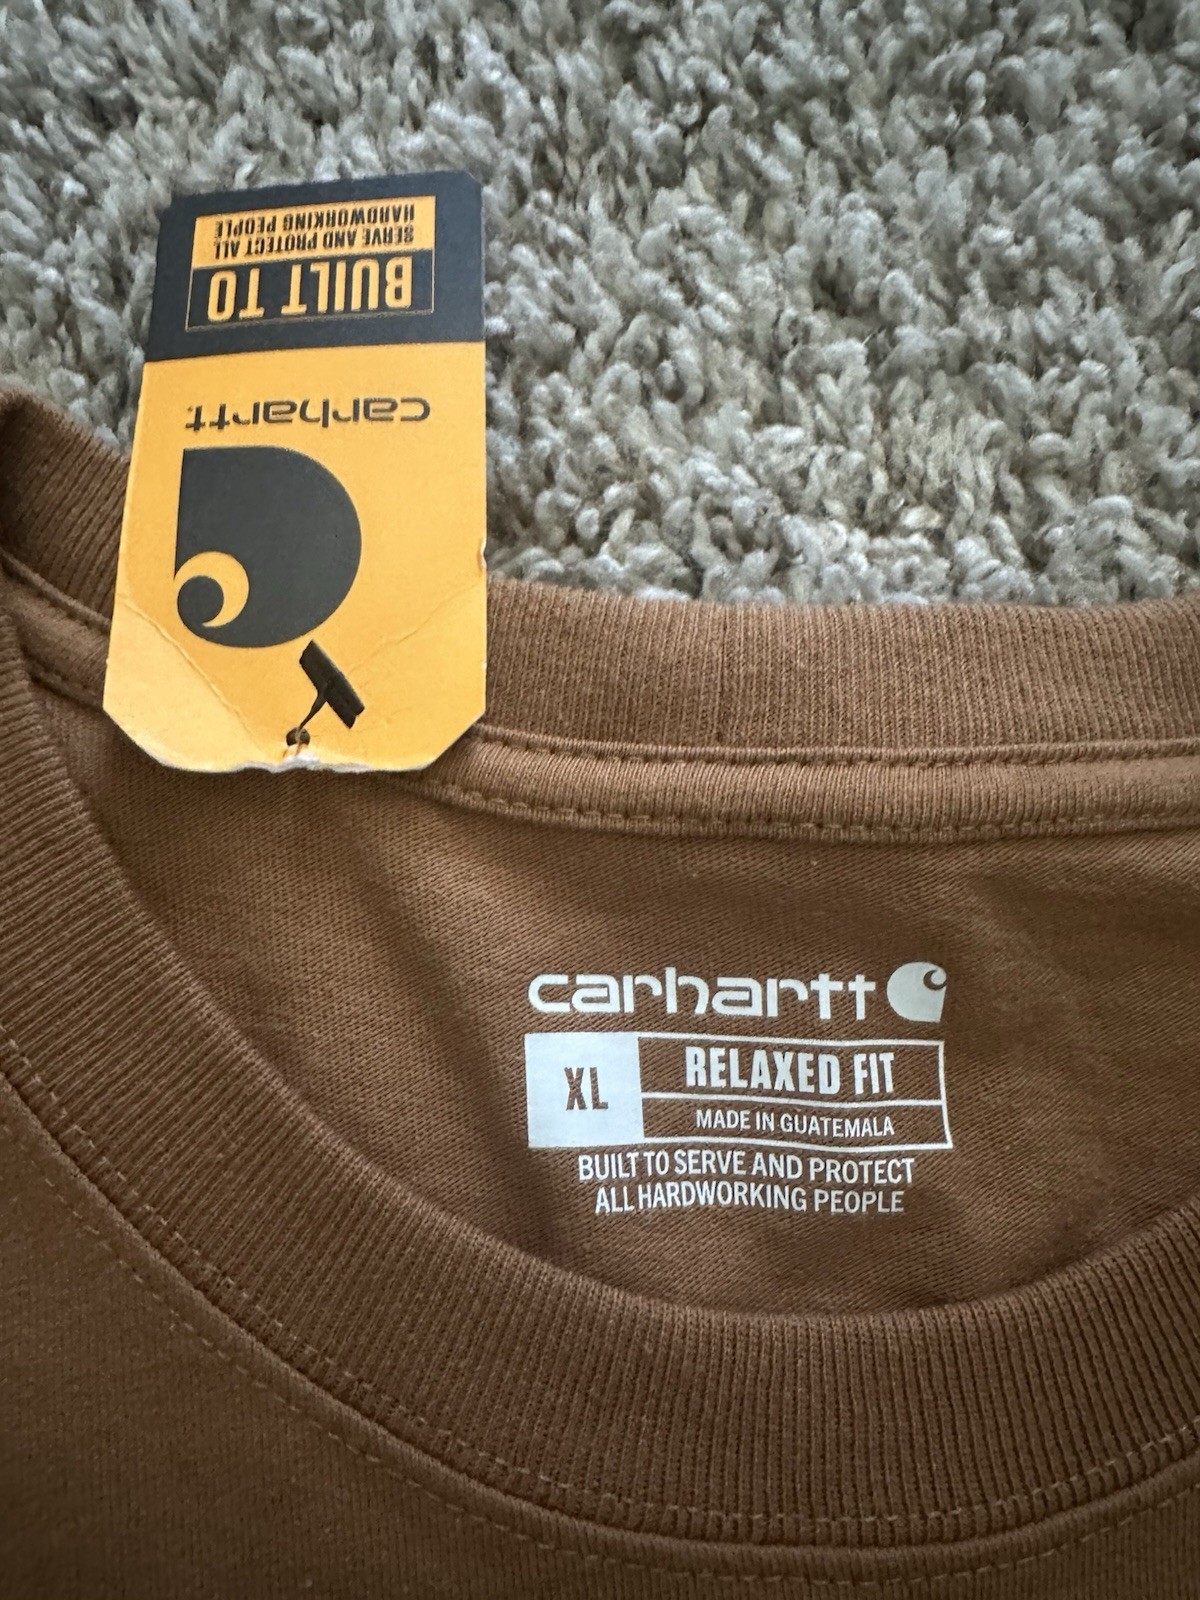 BUILT TO
SERVE AND PROTECT ALL
HARDWORKING PEOPLE
carhartt.
carhartt
XL
RELAXED FIT
MADE IN GUATEMALA
BUILT TO SERVE AND PROTECT
ALL HARDWORKING PEOPLE